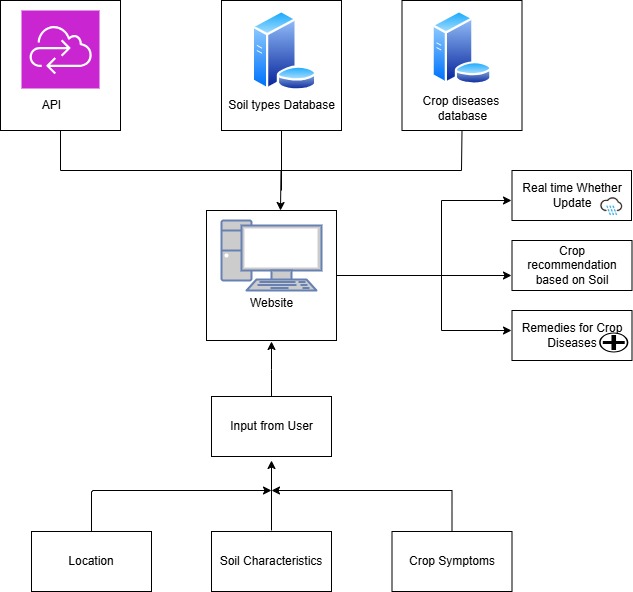 API
Soil types Database
Crop diseases
database
Real time Whether
Update
Crop
recommendation
based on Soil
Website
Remedies for Crop
Diseases
Input from User
Location
Soil Characteristics
Crop Symptoms